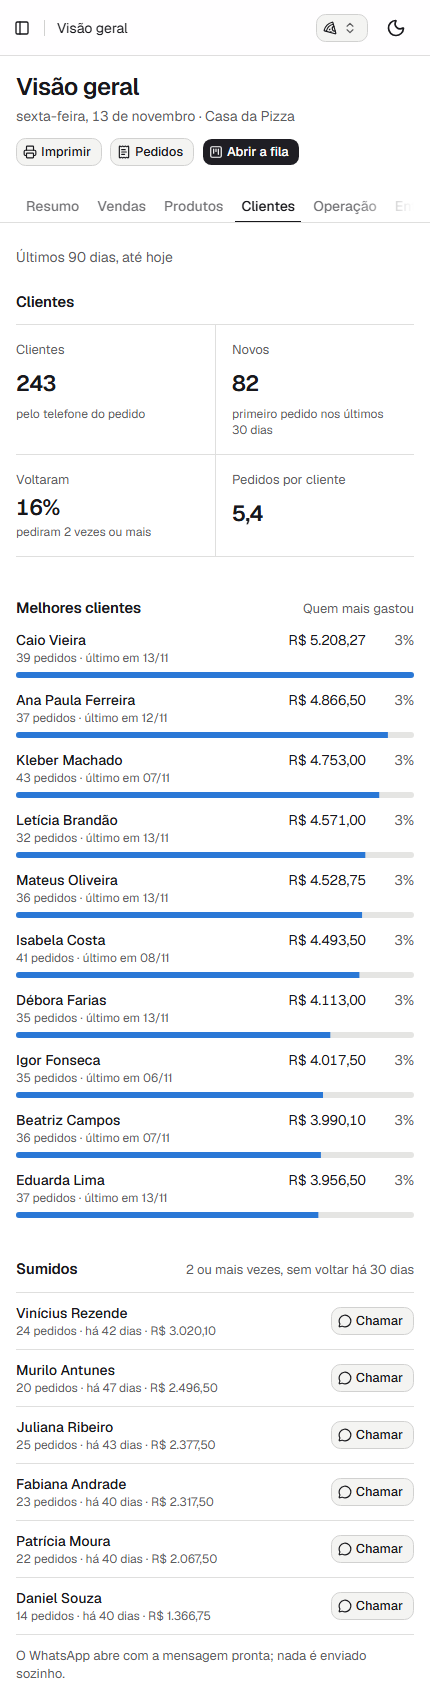 Visão geral
Visão geral
sexta-feira, 13 de novembro · Casa da Pizza
Imprimir
Pedidos
Abrir a fila
Resumo
Vendas
Produtos
Clientes
Operação
Últimos 90 dias, até hoje
Clientes
Clientes
243
pelo telefone do pedido
Novos
82
primeiro pedido nos últimos
30 dias
Voltaram
16%
pediram 2 vezes ou mais
Pedidos por cliente
5,4
Melhores clientes
Quem mais gastou
Caio Vieira
R$ 5.208,27
3%
39 pedidos · último em 13/11
Ana Paula Ferreira
R$ 4.866,50
3%
37 pedidos · último em 12/11
Kleber Machado
R$ 4.753,00
3%
43 pedidos · último em 07/11
Letícia Brandão
R$ 4.571,00
3%
32 pedidos · último em 13/11
Mateus Oliveira
R$ 4.528,75
3%
36 pedidos · último em 13/11
Isabela Costa
R$ 4.493,50
3%
41 pedidos · último em 08/11
Débora Farias
R$ 4.113,00
3%
35 pedidos · último em 13/11
Igor Fonseca
R$ 4.017,50
3%
35 pedidos · último em 06/11
Beatriz Campos
R$ 3.990,10
3%
36 pedidos · último em 07/11
Eduarda Lima
R$ 3.956,50
3%
37 pedidos · último em 13/11
Sumidos
2 ou mais vezes, sem voltar há 30 dias
Vinícius Rezende
24 pedidos · há 42 dias · R$ 3.020,10
Chamar
Murilo Antunes
20 pedidos · há 47 dias · R$ 2.496,50
Chamar
Juliana Ribeiro
25 pedidos · há 43 dias · R$ 2.377,50
Chamar
Fabiana Andrade
23 pedidos · há 40 dias · R$ 2.317,50
Chamar
Patrícia Moura
22 pedidos · há 40 dias · R$ 2.067,50
Chamar
Daniel Souza
14 pedidos · há 40 dias · R$ 1.366,75
Chamar
O WhatsApp abre com a mensagem pronta; nada é enviado
sozinho.